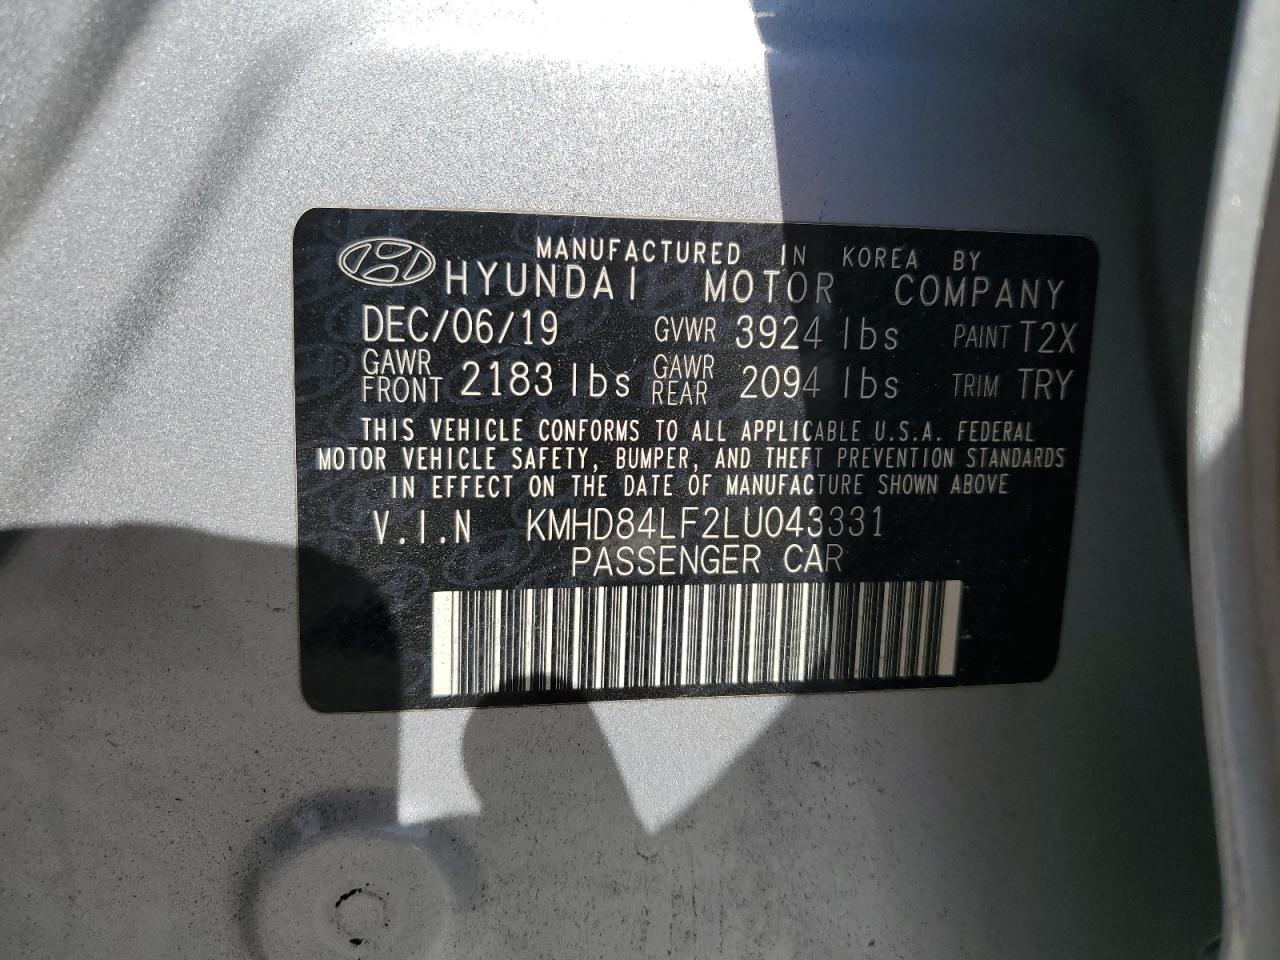 MANUFACTURED IN KOREA BY
HYUNDAI MOTOR COMPANY
DEC/06/19 GVWR 3924 lbs PAINT T2X
GAWR FRONT 2183 lbs GAWR REAR 2094 lbs TRIM TRY
THIS VEHICLE CONFORMS TO ALL APPLICABLE U.S.A. FEDERAL
MOTOR VEHICLE SAFETY, BUMPER, AND THEFT PREVENTION STANDARDS
IN EFFECT ON THE DATE OF MANUFACTURE SHOWN ABOVE
V.I.N KMHD84LF2LU043331
PASSENGER CAR